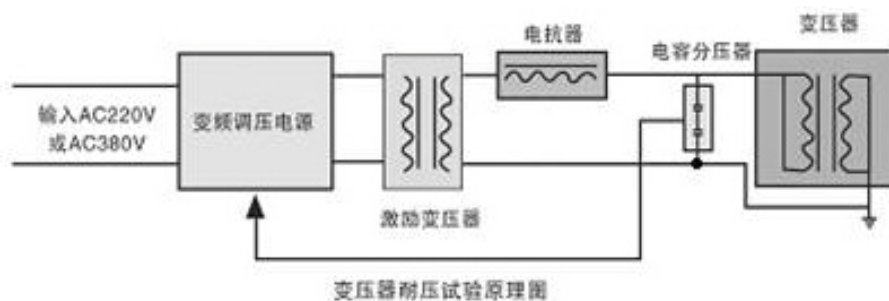 变压器
电抗器
电容分压器
输入AC220V
或AC380V
变频调压电源
激励变压器
变压器耐压试验原理图